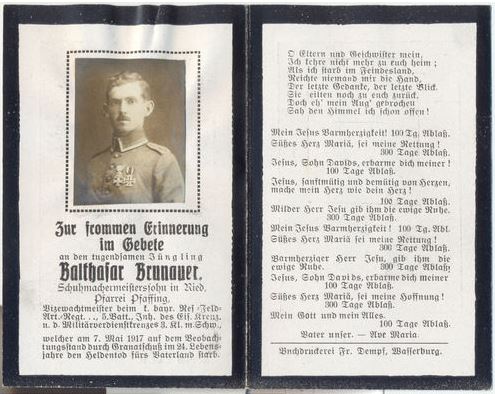 Zur frommen Erinnerung
im Gebete
an den tugendsamen Jüngling
Balthasar Brunauer,
Schuhmachermeisterssohn in Ried,
Pfarrei Pfaffing,
Vizewachtmeister beim k. bayr. Res.-Feld-
Art.-Regt. .., 5. Batt., Inh. des Eis. Kreuz.
u. d. Militärverdienstkreuzes 3. Kl. m. Schw.,
welcher am 7. Mai 1917 auf dem Beobach-
tungsstand durch Granatschuß im 24. Lebens-
jahre den Heldentod fürs Vaterland starb.
O Eltern und Geschwister mein,
Ich kehre nicht mehr zu euch heim;
Als ich starb im Feindesland,
Reichte niemand mir die Hand,
Der letzte Gedanke, der letzte Blick,
Sie eilten noch zu euch zurück.
Doch eh' mein Aug' gebrochen
Sah den Himmel ich schon offen!
Mein Jesus Barmherzigkeit! 100 Tg. Ablaß.
Süßes Herz Mariä, sei meine Rettung!
300 Tage Ablaß.
Jesus, Sohn Davids, erbarme dich meiner!
100 Tage Ablaß.
Jesus, sanftmütig und demütig von Herzen,
mache mein Herz wie dein Herz!
100 Tage Ablaß.
Milder Herr Jesu gib ihm die ewige Ruhe.
300 Tage Ablaß.
Mein Jesus Barmherzigkeit! 100 Tg. Abl.
Süßes Herz Mariä sei meine Rettung!
300 Tage Ablaß.
Barmherziger Herr Jesu, gib ihm die
ewige Ruhe. 300 Tage Ablaß.
Jesus, Sohn Davids, erbarme dich meiner.
100 Tage Ablaß.
Süßes Herz Mariä, sei meine Hoffnung!
300 Tage Ablaß.
Mein Gott und mein Alles.
100 Tage Ablaß.
Vater unser. — Ave Maria.
Buchdruckerei Fr. Dempf, Wasserburg.